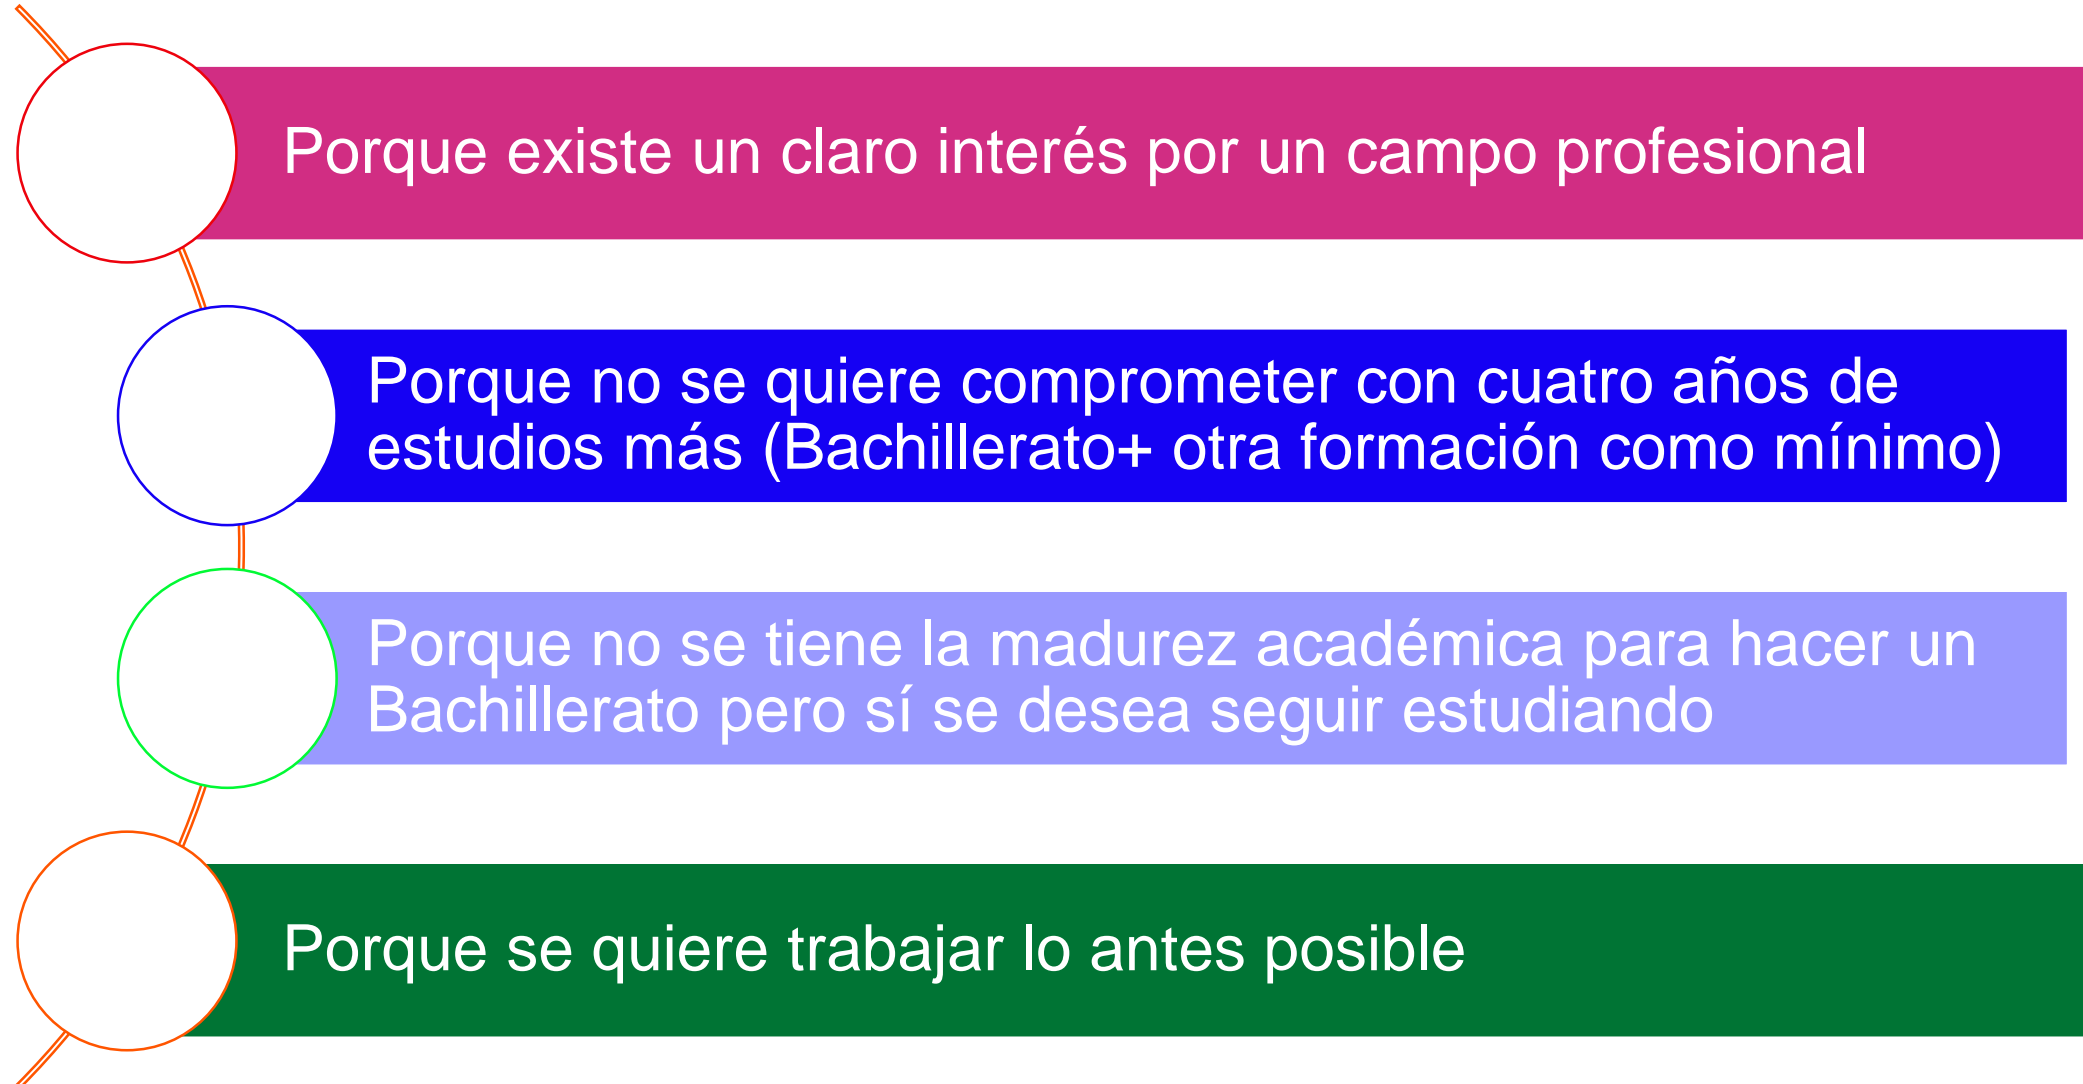 Porque existe un claro interés por un campo profesional
Porque no se quiere comprometer con cuatro años de
estudios más (Bachillerato+ otra formación como mínimo)
Porque no se tiene la madurez académica para hacer un
Bachillerato pero sí se desea seguir estudiando
Porque se quiere trabajar lo antes posible